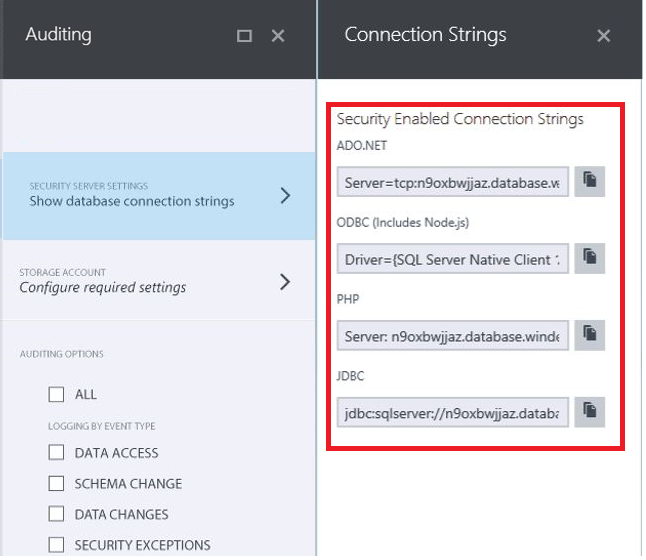 Auditing
SECURITY SERVER SETTINGS
Show database connection strings
STORAGE ACCOUNT
Configure required settings
AUDITING OPTIONS
ALL
LOGGING BY EVENT TYPE
DATA ACCESS
SCHEMA CHANGE
DATA CHANGES
SECURITY EXCEPTIONS
Connection Strings
Security Enabled Connection Strings
ADO.NET
Server=tcp:n9oxbwjjaz.database.w
ODBC (Includes Node.js)
Driver={SQL Server Native Client 1
PHP
Server: n9oxbwjjaz.database.winde
JDBC
jdbc:sqlserver://n9oxbwjjaz.databa